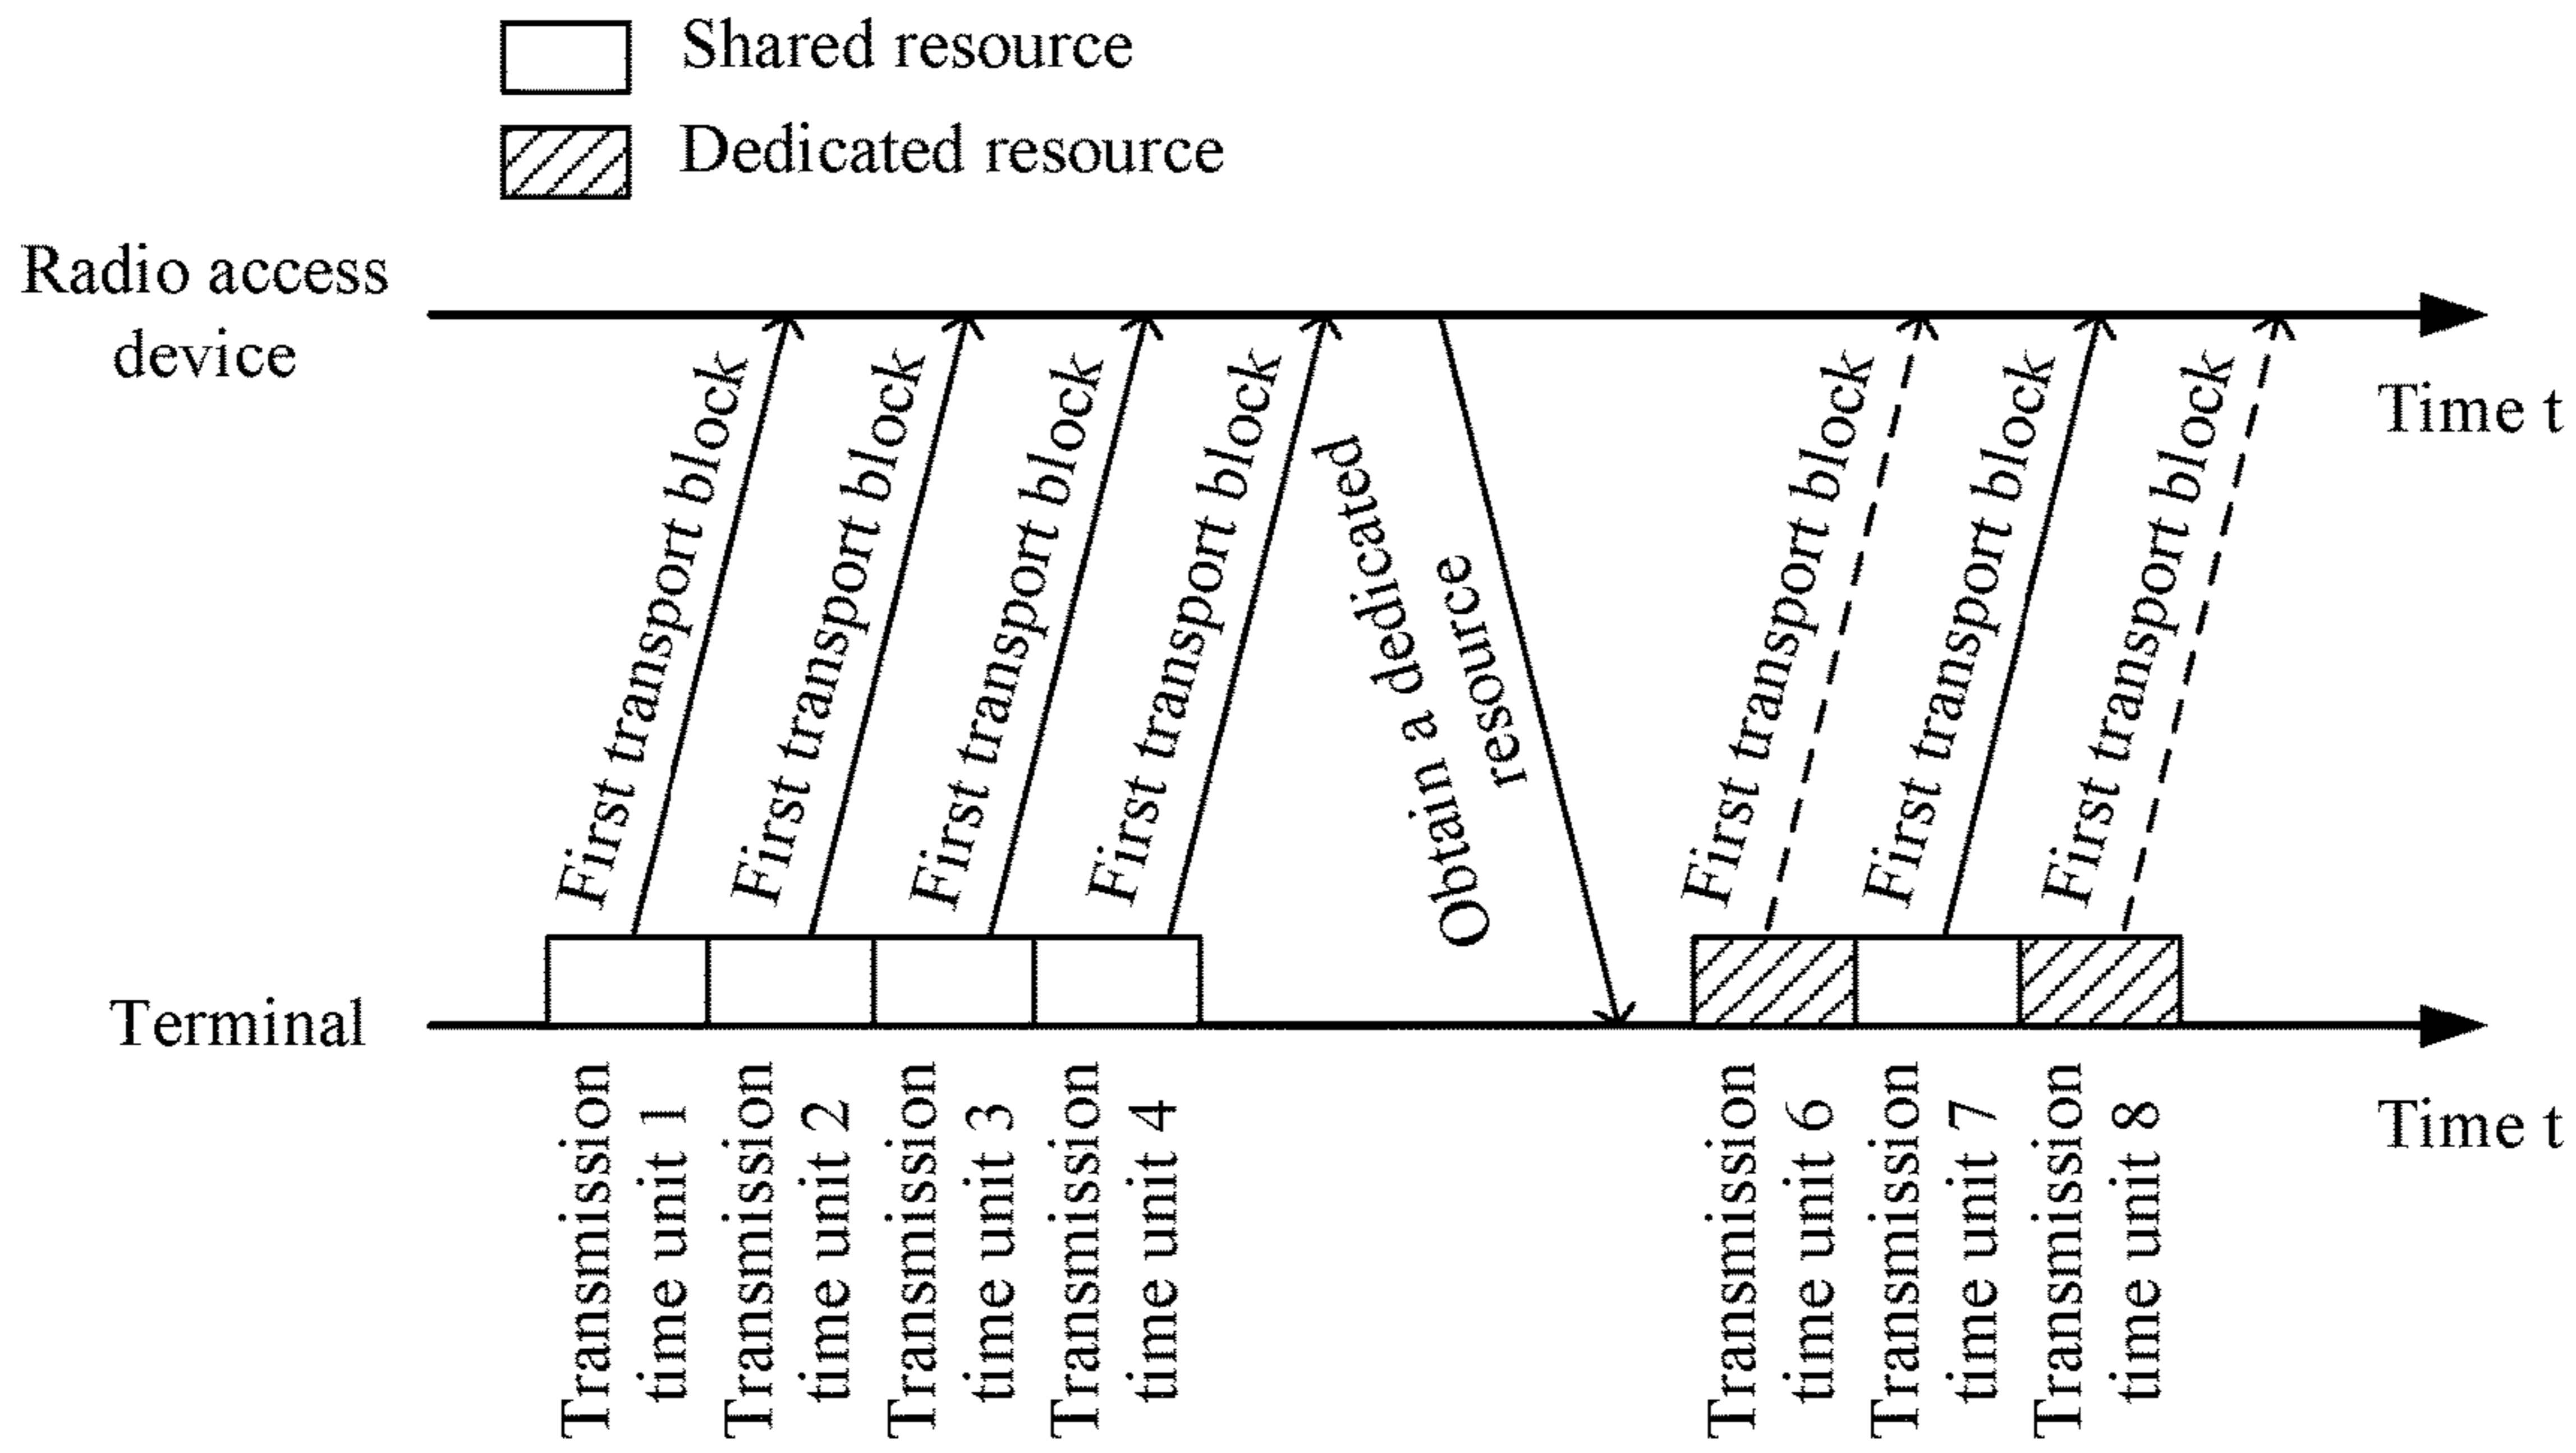 Shared resource
Dedicated resource
Radio access
device
Time t
First transport block
First transport block
First transport block
First transport block
Obtain a dedicated
resource
First transport block
First transport block
First transport block
Terminal
Time t
Transmission
time unit 1
Transmission
time unit 2
Transmission
time unit 3
Transmission
time unit 4
Transmission
time unit 6
Transmission
time unit 7
Transmission
time unit 8